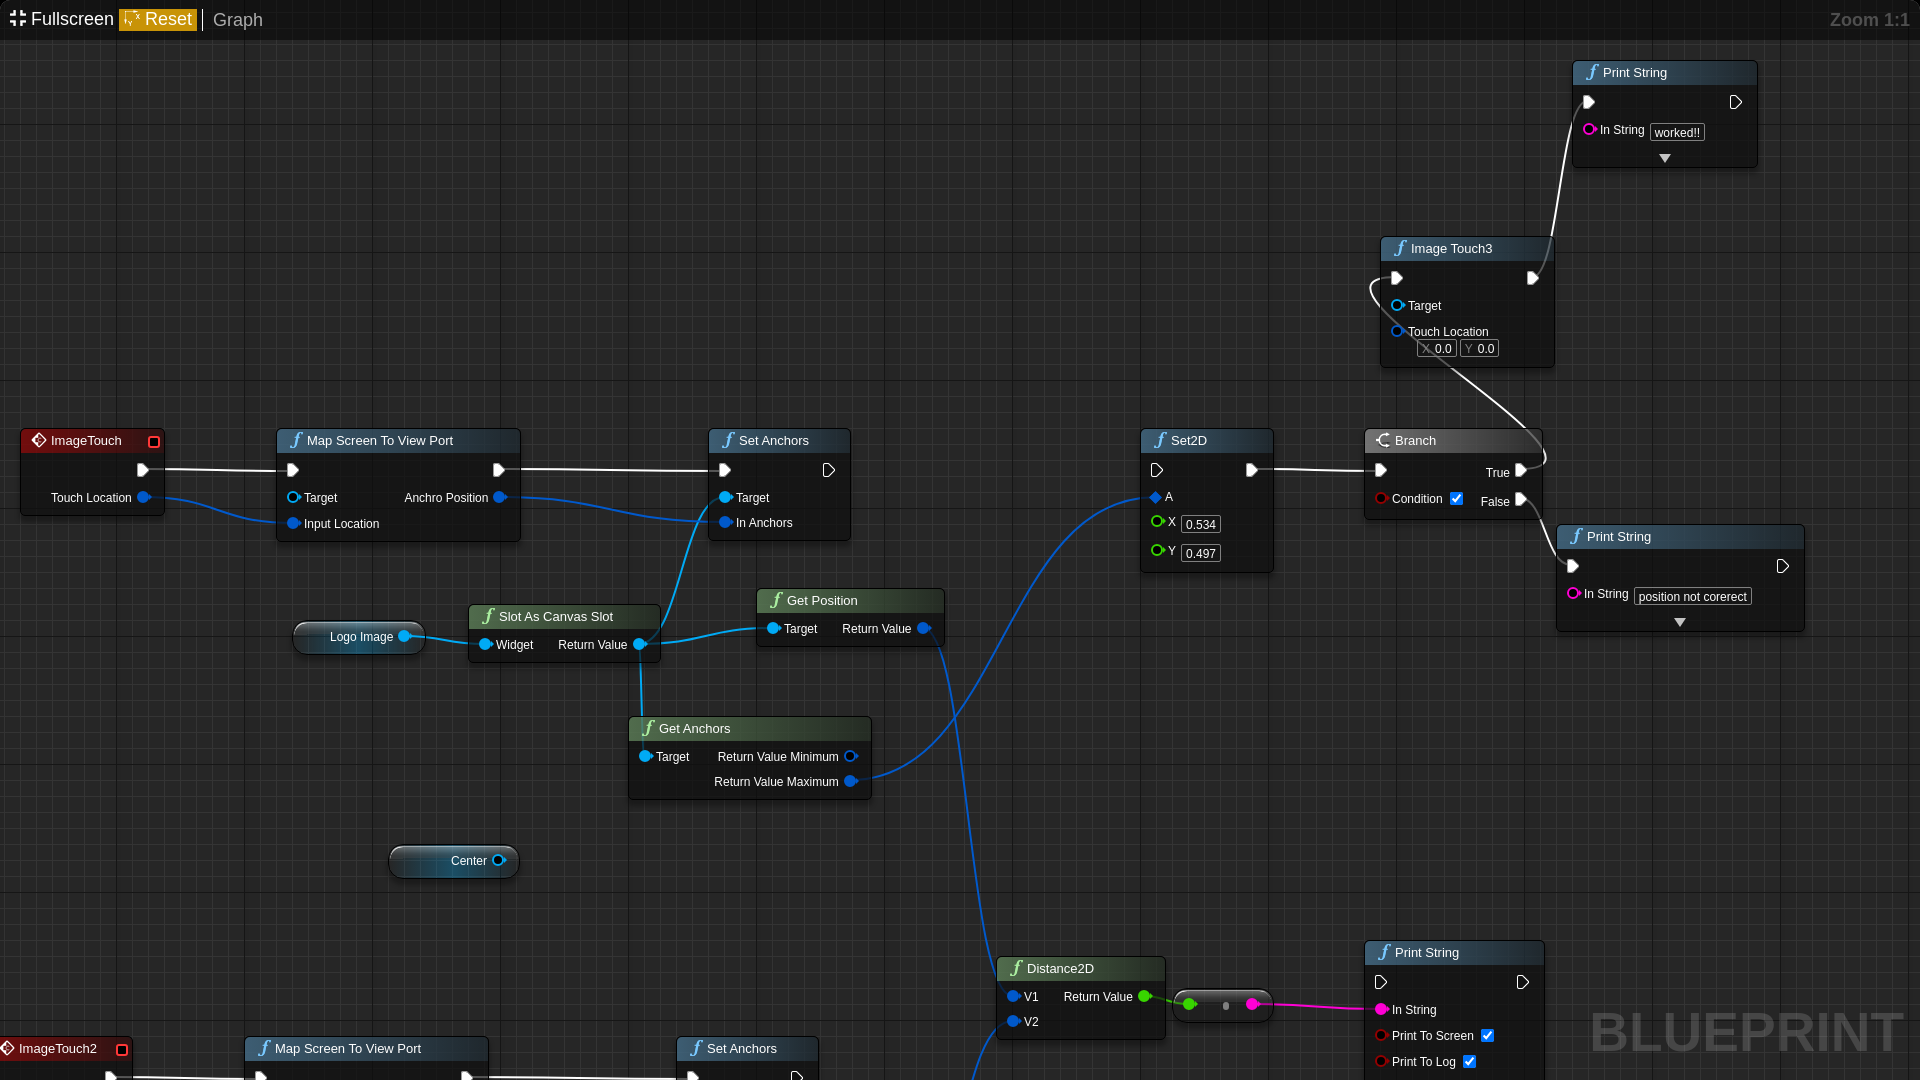 Fullscreen Reset Graph Zoom 1:1
Print String
In String worked!!
Image Touch3
Target
Touch Location
X 0.0 Y 0.0
ImageTouch
Touch Location
Map Screen To View Port
Target Anchro Position
Input Location
Set Anchors
Target
In Anchors
Set2D
A
X 0.534
Y 0.497
Branch
True
Condition False
Print String
In String position not corerect
Logo Image
Slot As Canvas Slot
Widget Return Value
Get Position
Target Return Value
Get Anchors
Target Return Value Minimum
Return Value Maximum
Center
Distance2D
V1 Return Value
V2
Print String
In String
Print To Screen
Print To Log
BLUEPRINT
ImageTouch2
Map Screen To View Port
Set Anchors